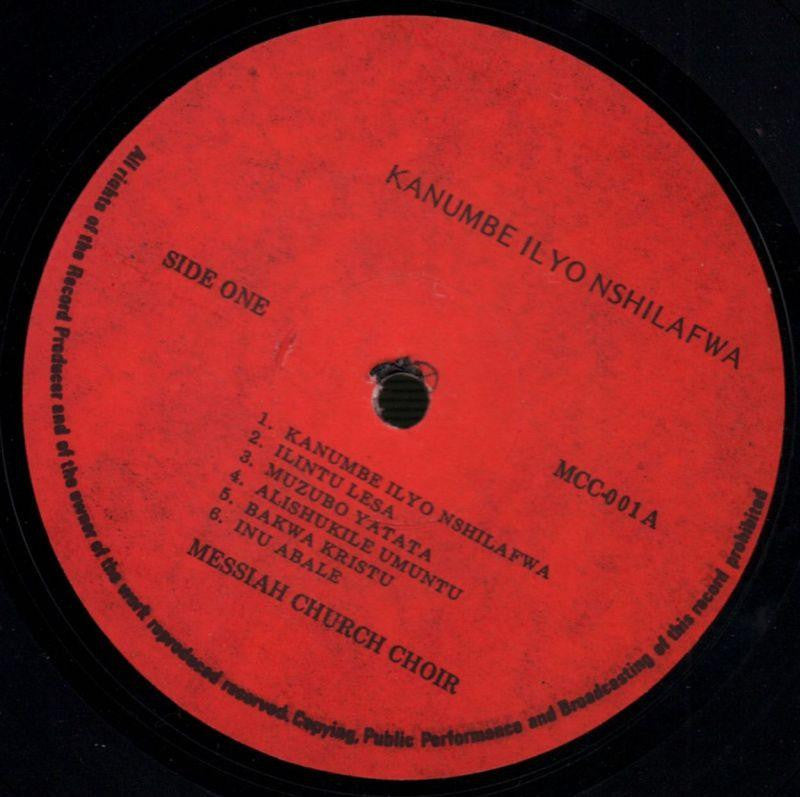 KANUMBE ILYO NSHILAFWA
SIDE ONE
MCC-001A
1. KANUMBE ILYO NSHILAFWA
2. ILINTU LESA
3. MUZUBO YATATA
4. ALISHUKILE UMUNTU
5. BAKWA KRISTU
6. INU ABALE
MESSIAH CHURCH CHOIR
All rights of the Record Producer and of the owner of the work reproduced reserved. Copying, Public Performance and Broadcasting of this record prohibited